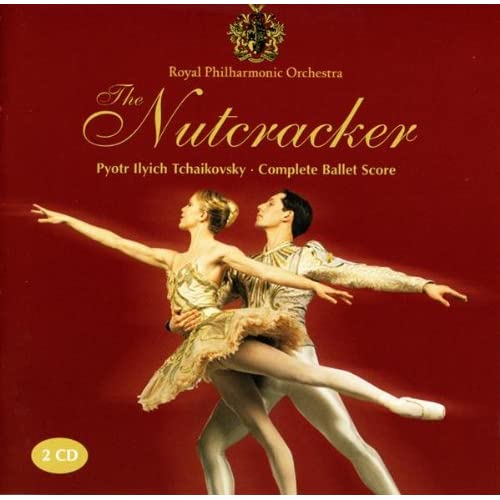 Royal Philharmonic Orchestra
The Nutcracker
Pyotr Ilyich Tchaikovsky · Complete Ballet Score
2 CD